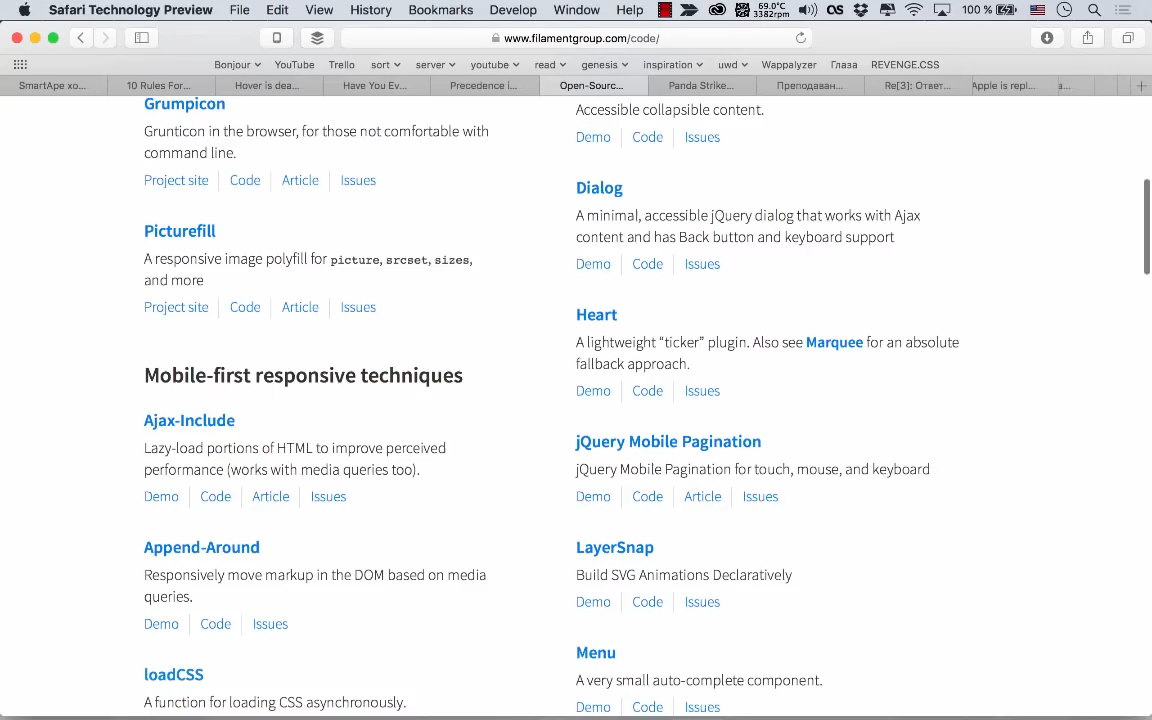 Safari Technology Preview File Edit View History Bookmarks Develop Window Help 69.0°C 3382rpm 100 %
www.filamentgroup.com/code/
Bonjour YouTube Trello sort server youtube read genesis inspiration uwd Wappalyzer Глаза REVENGE.CSS
SmartApe хо... 10 Rules For... Hover is dea... Have You Ev... Precedence i... Open-Sourc... Panda Strike... Преподаван... Re[3]: Ответ... Apple is repl... a...
Grumpicon
Grunticon in the browser, for those not comfortable with
command line.
Project site Code Article Issues
Picturefill
A responsive image polyfill for picture, srcset, sizes,
and more
Project site Code Article Issues
Mobile-first responsive techniques
Ajax-Include
Lazy-load portions of HTML to improve perceived
performance (works with media queries too).
Demo Code Article Issues
Append-Around
Responsively move markup in the DOM based on media
queries.
Demo Code Issues
loadCSS
A function for loading CSS asynchronously.
Accessible collapsible content.
Demo Code Issues
Dialog
A minimal, accessible jQuery dialog that works with Ajax
content and has Back button and keyboard support
Demo Code Issues
Heart
A lightweight “ticker” plugin. Also see Marquee for an absolute
fallback approach.
Demo Code Issues
jQuery Mobile Pagination
jQuery Mobile Pagination for touch, mouse, and keyboard
Demo Code Article Issues
LayerSnap
Build SVG Animations Declaratively
Demo Code Issues
Menu
A very small auto-complete component.
Demo Code Issues